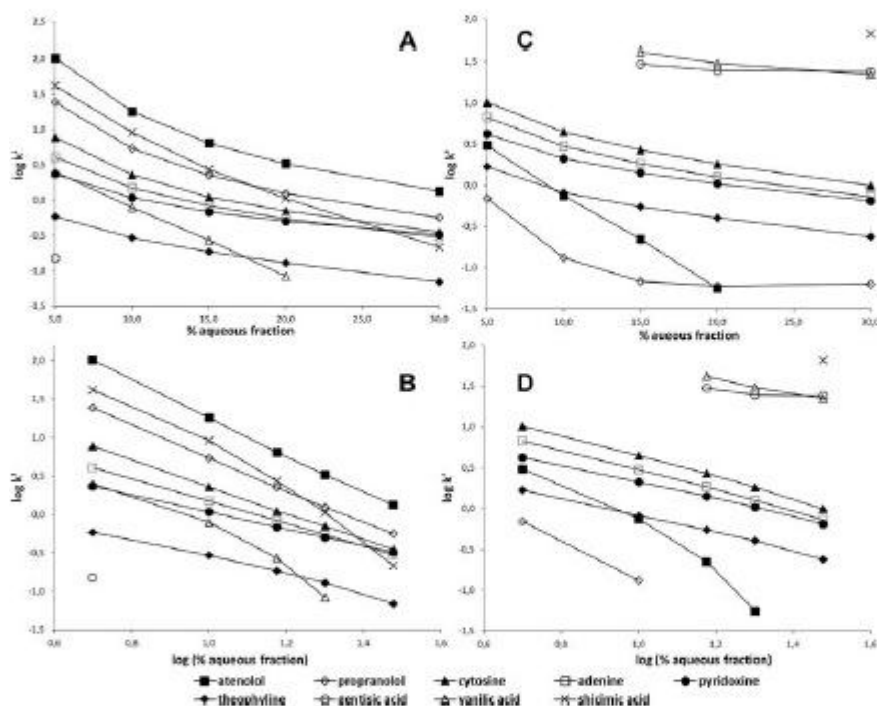 A
C
log k'
2,5
2,0
1,5
1,0
0,5
0,0
-0,5
-1,0
-1,5
5,0 10,0 15,0 20,0 25,0 30,0
% aqueous fraction
log k'
2,0
1,5
1,0
0,5
0,0
-0,5
-1,0
-1,5
5,0 10,0 15,0 20,0 25,0 30,0
% aueous fraction
B
D
log k'
2,0
1,5
1,0
0,5
0,0
-0,5
-1,0
-1,5
0,6 0,8 1,0 1,2 1,4 1,6
log (% aqueous fraction)
log k'
2,0
1,5
1,0
0,5
0,0
-0,5
-1,0
-1,5
0,6 0,8 1,0 1,2 1,4 1,6
log (% aqueous fraction)
atenolol propranolol cytosine adenine pyridoxine
theophyline gentisic acid vanilic acid shicimic acid